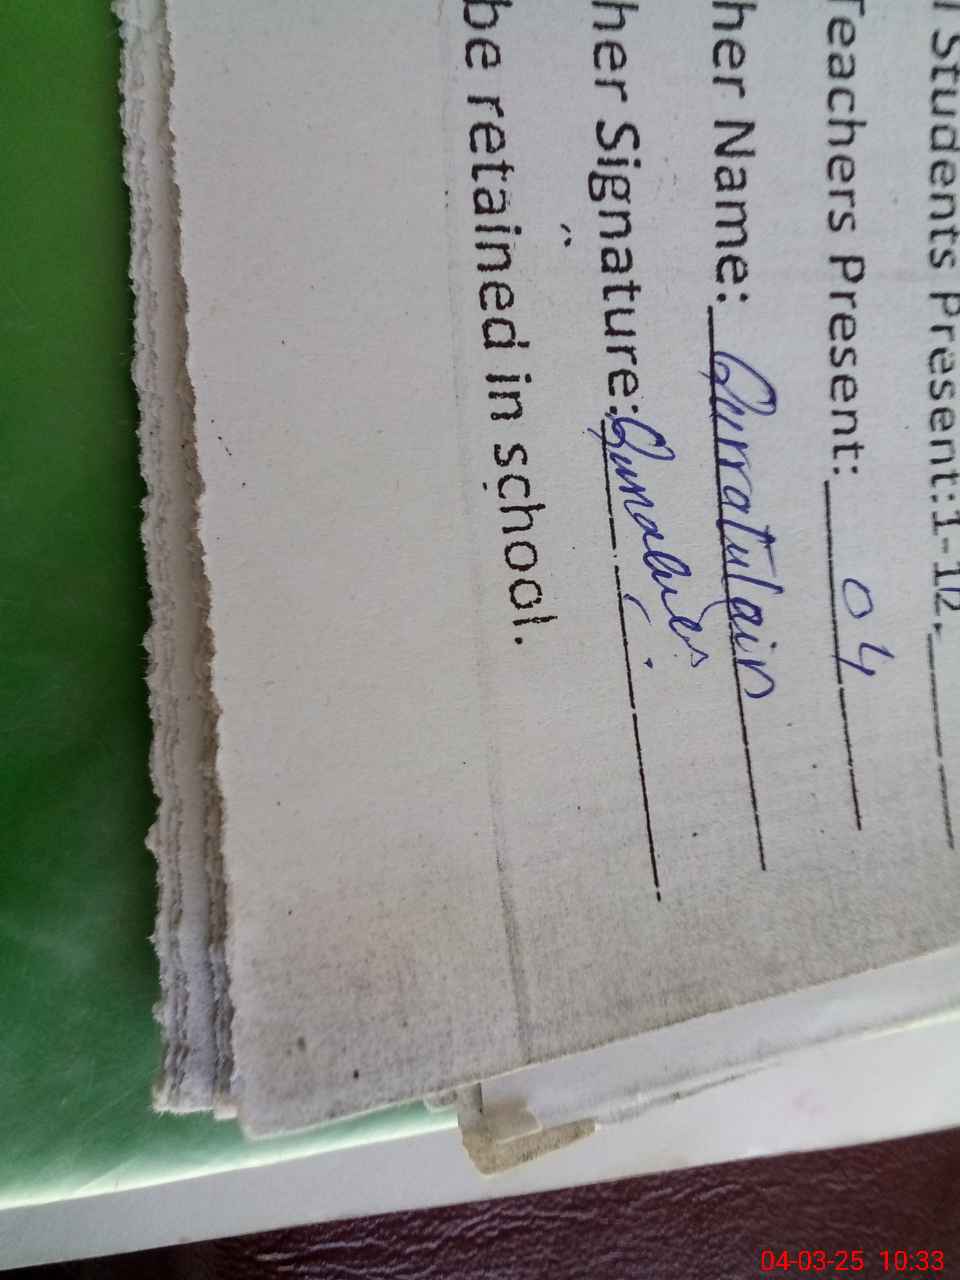 l Students Present:1-10.
Teachers Present: 04
her Name: Qurratulain
her Signature:
be retained in school.
04-03-25 10:33